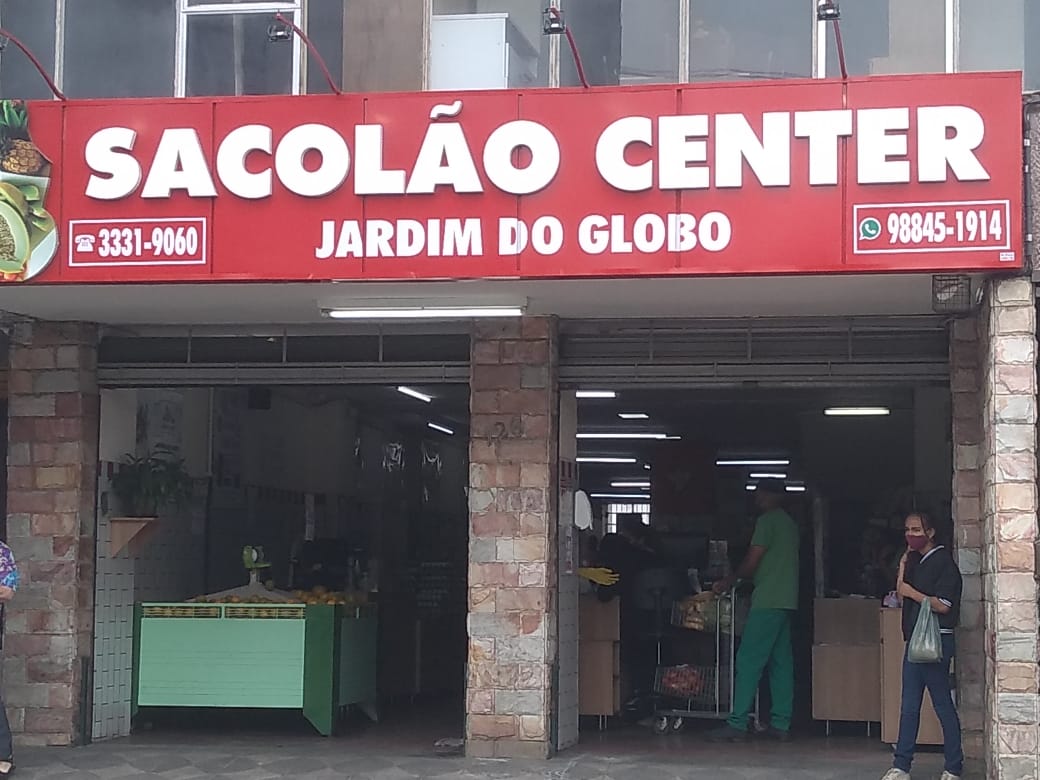 SACOLÃO CENTER
JARDIM DO GLOBO
3331-9060
98845-1914